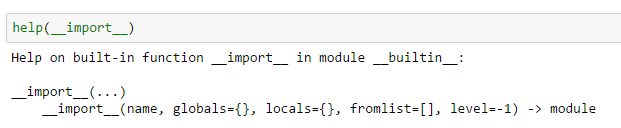 help(__import__)
Help on built-in function __import__ in module __builtin__:
__import__(...)
    __import__(name, globals={}, locals={}, fromlist=[], level=-1) -> module